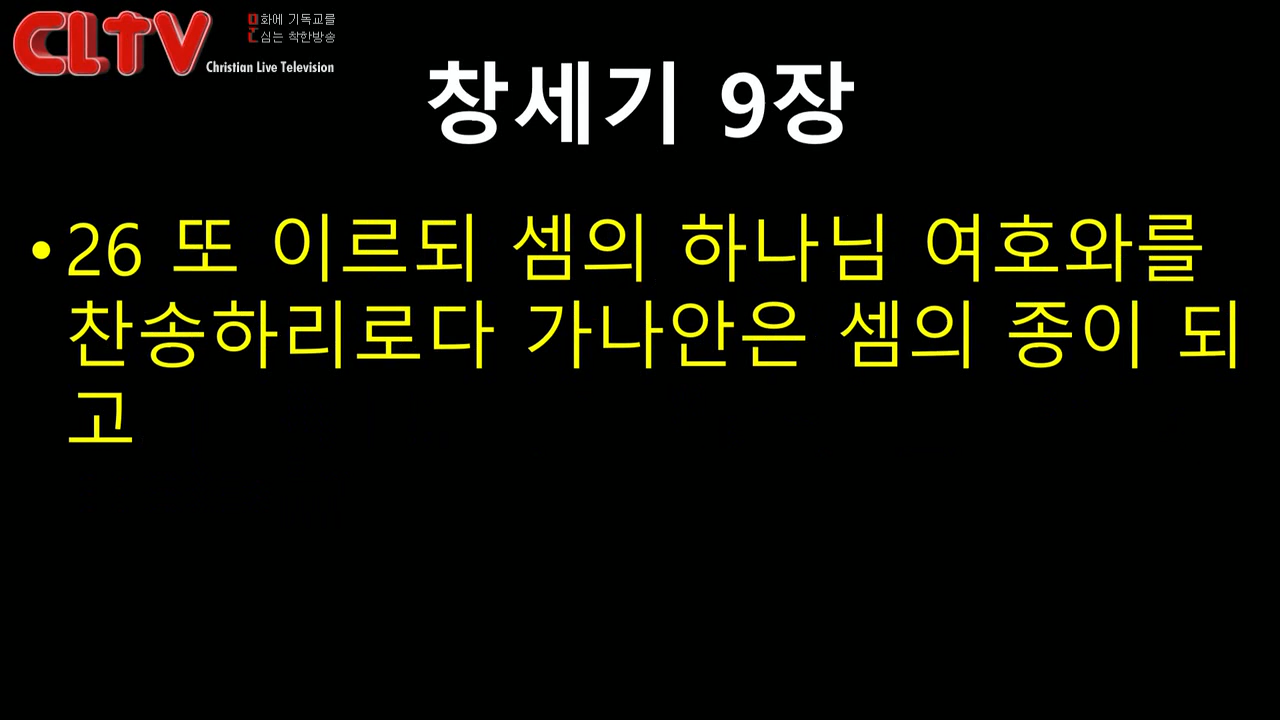 CLTV
문화에 기독교를
심는 착한방송
Christian Live Television
창세기 9장
• 26 또 이르되 셈의 하나님 여호와를
찬송하리로다 가나안은 셈의 종이 되
고